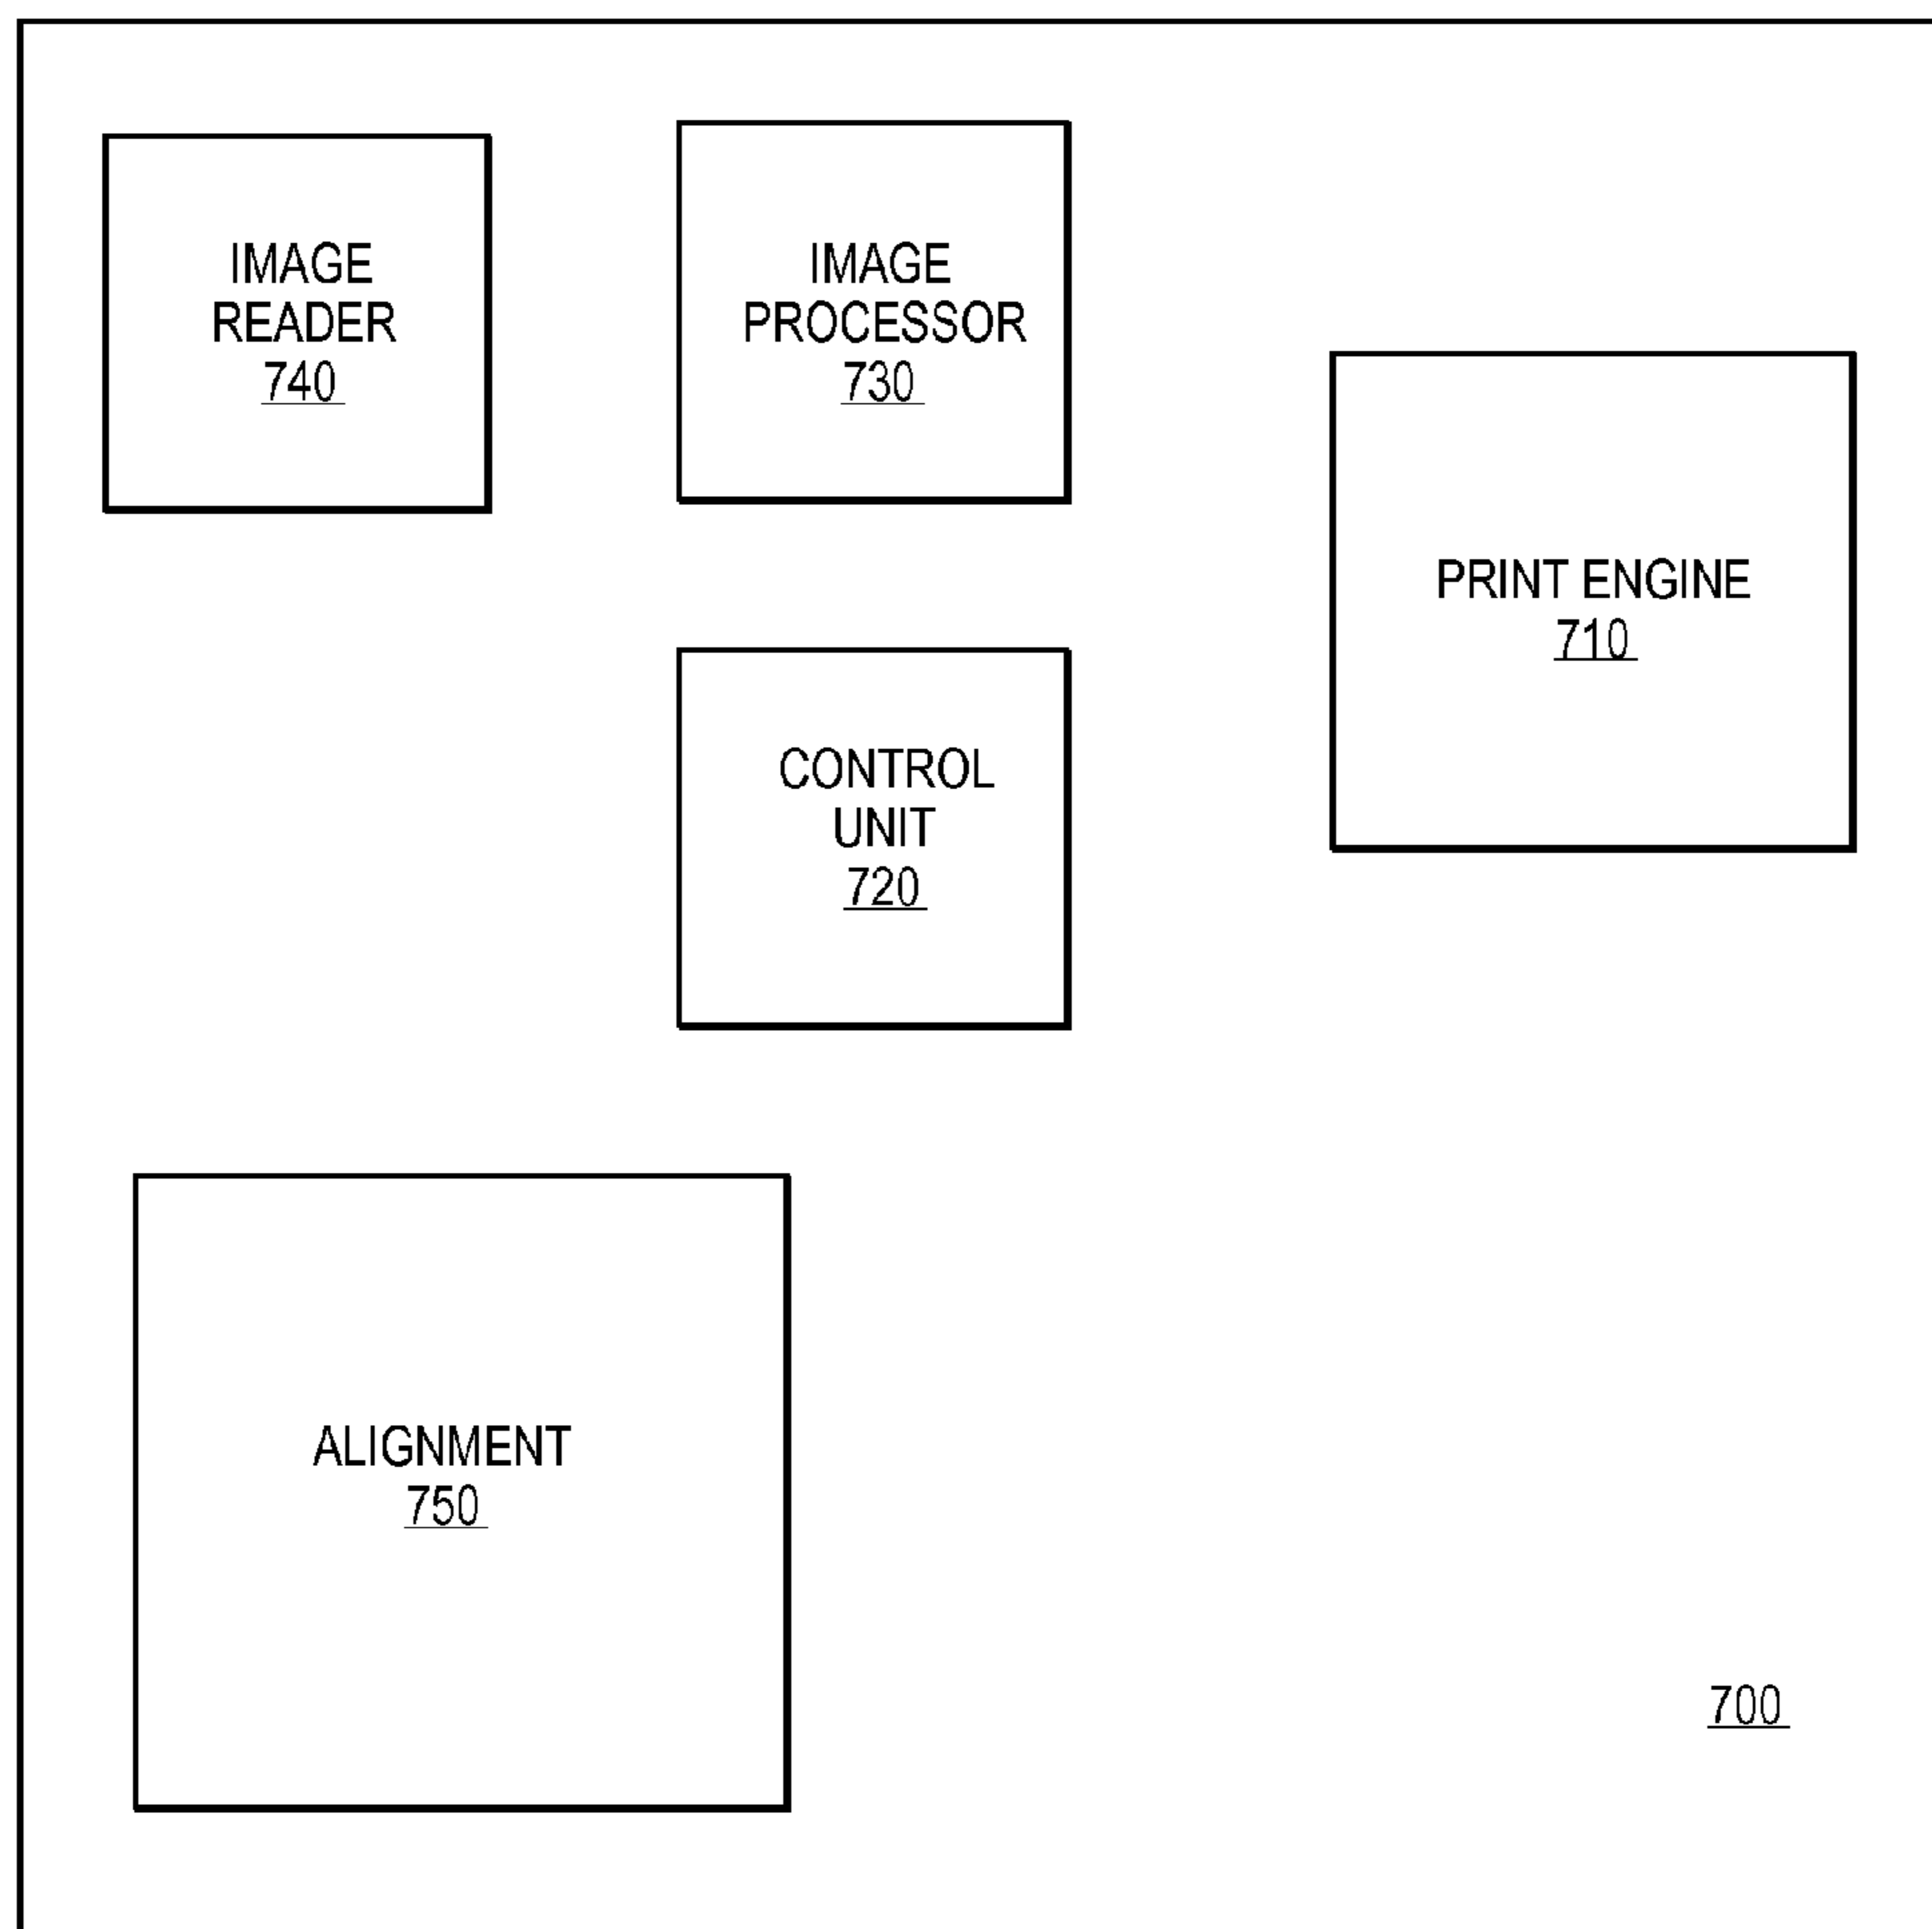 IMAGE
READER
740
IMAGE
PROCESSOR
730
PRINT ENGINE
710
CONTROL
UNIT
720
ALIGNMENT
750
700